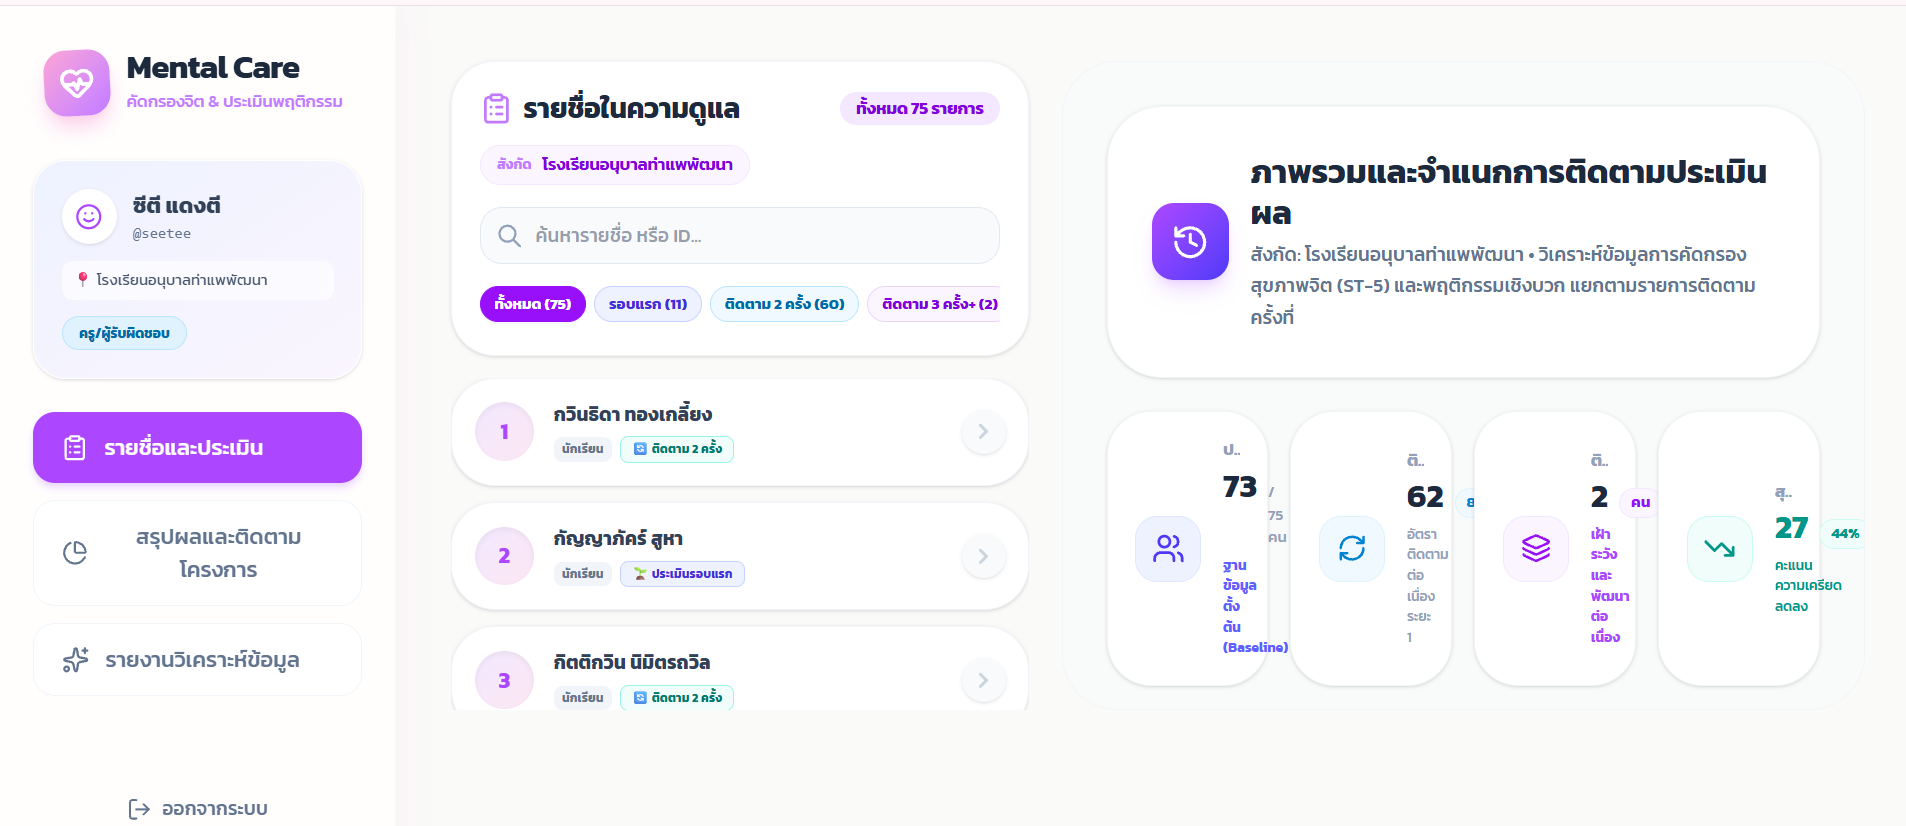 Mental Care
คัดกรองจิต & ประเมินพฤติกรรม
ซีตี แดงตี
@seetee
📍 โรงเรียนอนุบาลท่าแพพัฒนา
ครู/ผู้รับผิดชอบ
รายชื่อและประเมิน
สรุปผลและติดตาม
โครงการ
รายงานวิเคราะห์ข้อมูล
ออกจากระบบ
รายชื่อในความดูแล
ทั้งหมด 75 รายการ
สังกัด โรงเรียนอนุบาลท่าแพพัฒนา
ค้นหารายชื่อ หรือ ID...
ทั้งหมด (75)
รอบแรก (11)
ติดตาม 2 ครั้ง (60)
ติดตาม 3 ครั้ง+ (2)
1
กวินธิดา ทองเกลี้ยง
นักเรียน
🔄 ติดตาม 2 ครั้ง
2
กัญญาภัคร์ สูหา
นักเรียน
🌱 ประเมินรอบแรก
3
กิตติกวิน นิมิตรถวิล
นักเรียน
🔄 ติดตาม 2 ครั้ง
ภาพรวมและจำแนกการติดตามประเมิน
ผล
สังกัด: โรงเรียนอนุบาลท่าแพพัฒนา • วิเคราะห์ข้อมูลการคัดกรอง
สุขภาพจิต (ST-5) และพฤติกรรมเชิงบวก แยกตามรายการติดตาม
ครั้งที่
ป...
73 /
75
คน
ฐาน
ข้อมูล
ตั้ง
ต้น
(Baseline)
ติ...
62
อัตรา
ติดตาม
ต่อ
เนื่อง
ระยะ
1
ติ...
2 คน
เฝ้า
ระวัง
และ
พัฒนา
ต่อ
เนื่อง
สุ...
27 44%
คะแนน
ความเครียด
ลดลง